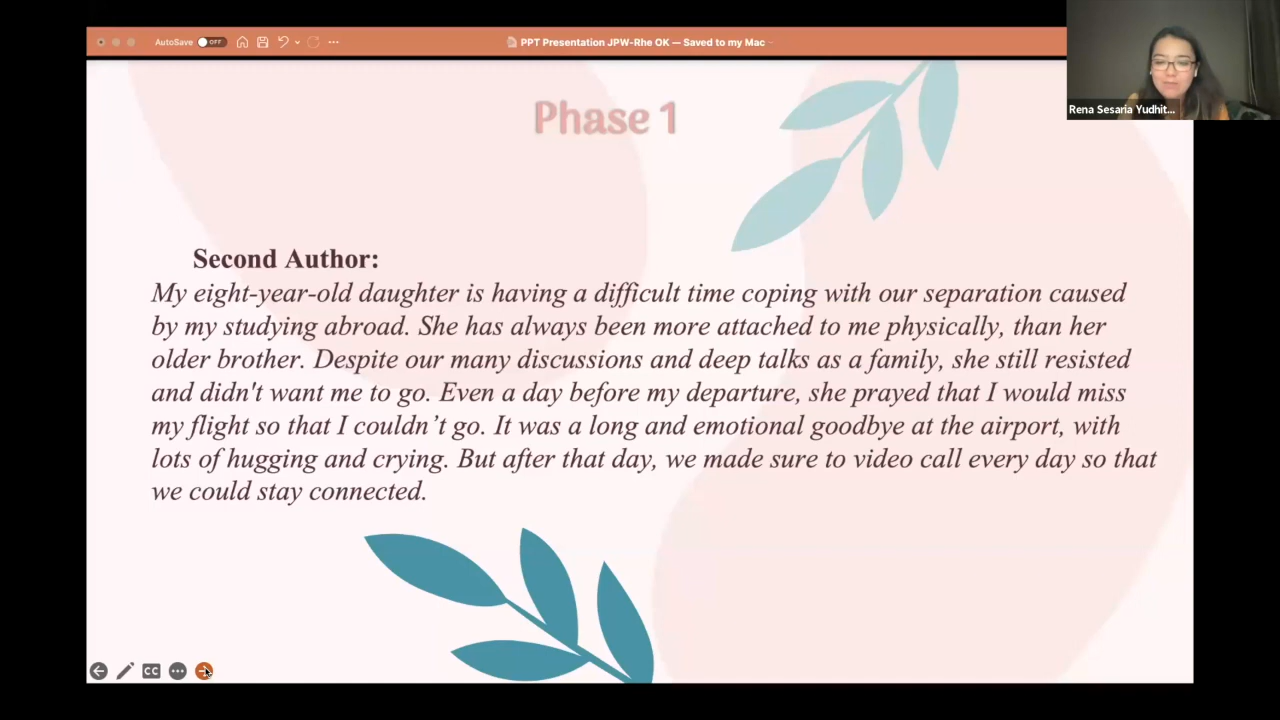 AutoSave OFF
PPT Presentation JPW-Rhe OK — Saved to my Mac
Rena Sesaria Yudhit...
Phase 1
Second Author:
My eight-year-old daughter is having a difficult time coping with our separation caused
by my studying abroad. She has always been more attached to me physically, than her
older brother. Despite our many discussions and deep talks as a family, she still resisted
and didn't want me to go. Even a day before my departure, she prayed that I would miss
my flight so that I couldn’t go. It was a long and emotional goodbye at the airport, with
lots of hugging and crying. But after that day, we made sure to video call every day so that
we could stay connected.
CC